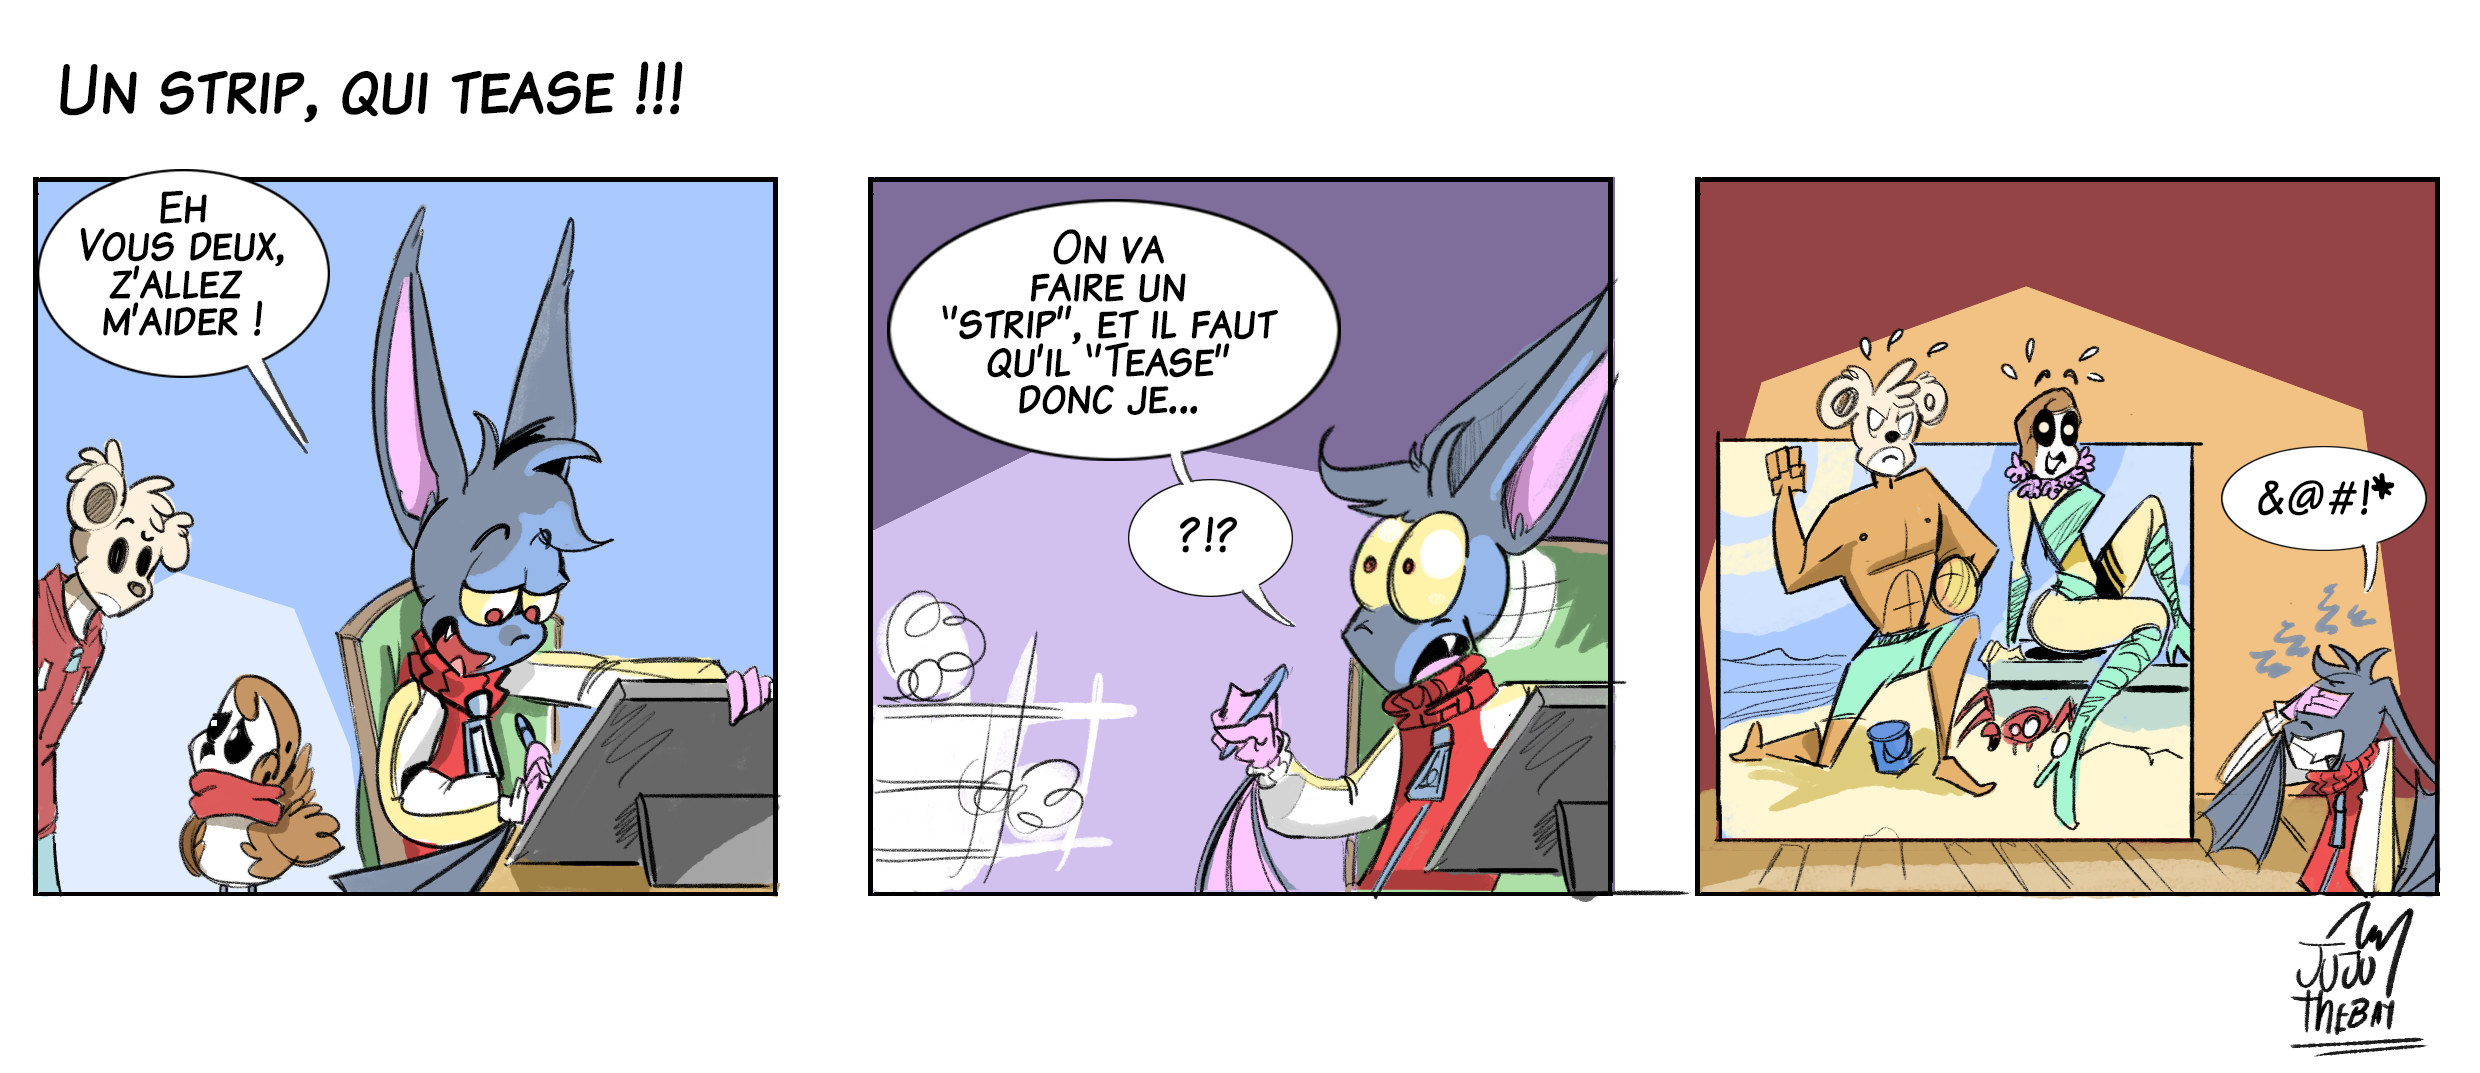 Un strip, qui tease !!!
Eh
Vous deux,
z'allez
m'aider !
On va
faire un
"strip", et il faut
qu'il "Tease"
donc je...
?!?
&@#!*
JUJU
THEBAT